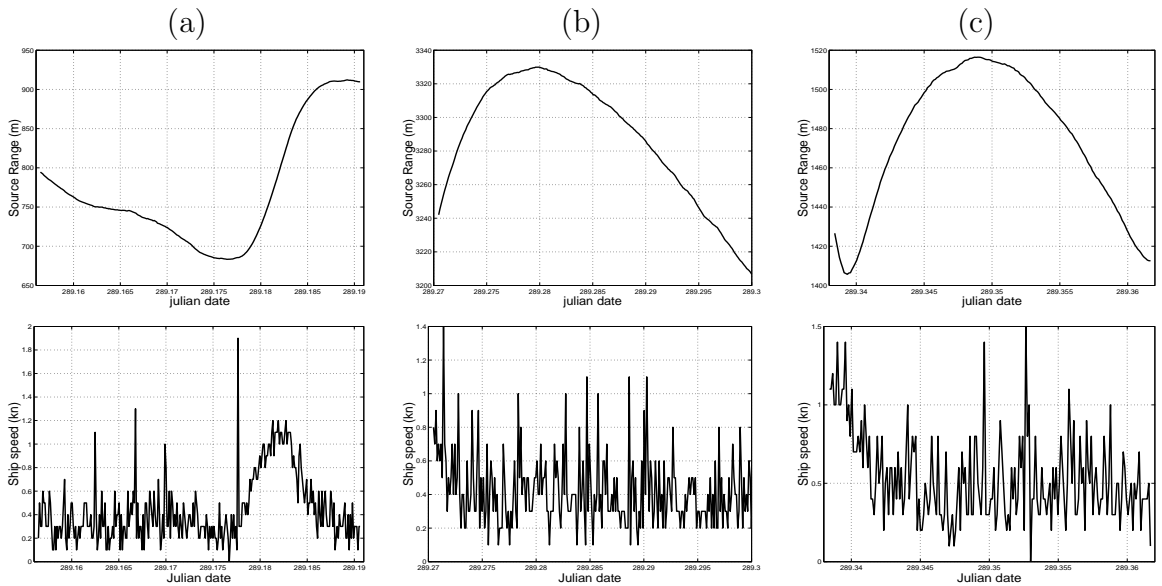 (a)
(b)
(c)
950
900
850
800
750
700
650
Source Range (m)
289.16 289.165 289.17 289.175 289.18 289.185 289.19
julian date
3340
3320
3300
3280
3260
3240
3220
3200
Source Range (m)
289.27 289.275 289.28 289.285 289.29 289.295 289.3
julian date
1520
1500
1480
1460
1440
1420
1400
Source Range (m)
289.34 289.345 289.35 289.355 289.36
julian date
2
1.8
1.6
1.4
1.2
1
0.8
0.6
0.4
0.2
0
Ship speed (kn)
289.16 289.165 289.17 289.175 289.18 289.185 289.19
Julian date
1.4
1.2
1
0.8
0.6
0.4
0.2
0
Ship speed (kn)
289.27 289.275 289.28 289.285 289.29 289.295 289.3
Julian date
1.5
1
0.5
0
Ship speed (kn)
289.34 289.345 289.35 289.355 289.36
Julian date